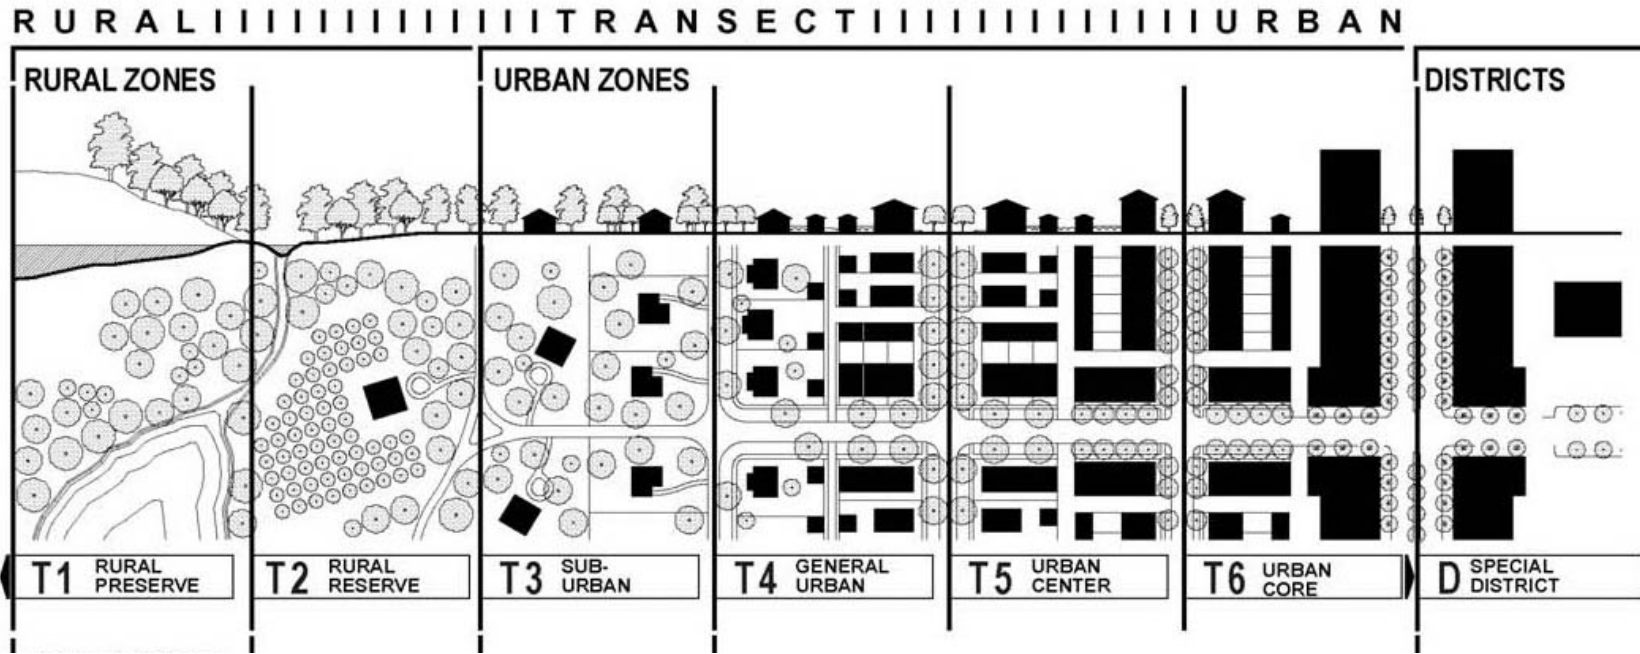 R U R A L I I I I I I I I I I I I I T R A N S E C T I I I I I I I I I I I I I U R B A N
RURAL ZONES
URBAN ZONES
DISTRICTS
T1 RURAL
PRESERVE
T2 RURAL
RESERVE
T3 SUB-
URBAN
T4 GENERAL
URBAN
T5 URBAN
CENTER
T6 URBAN
CORE
D SPECIAL
DISTRICT